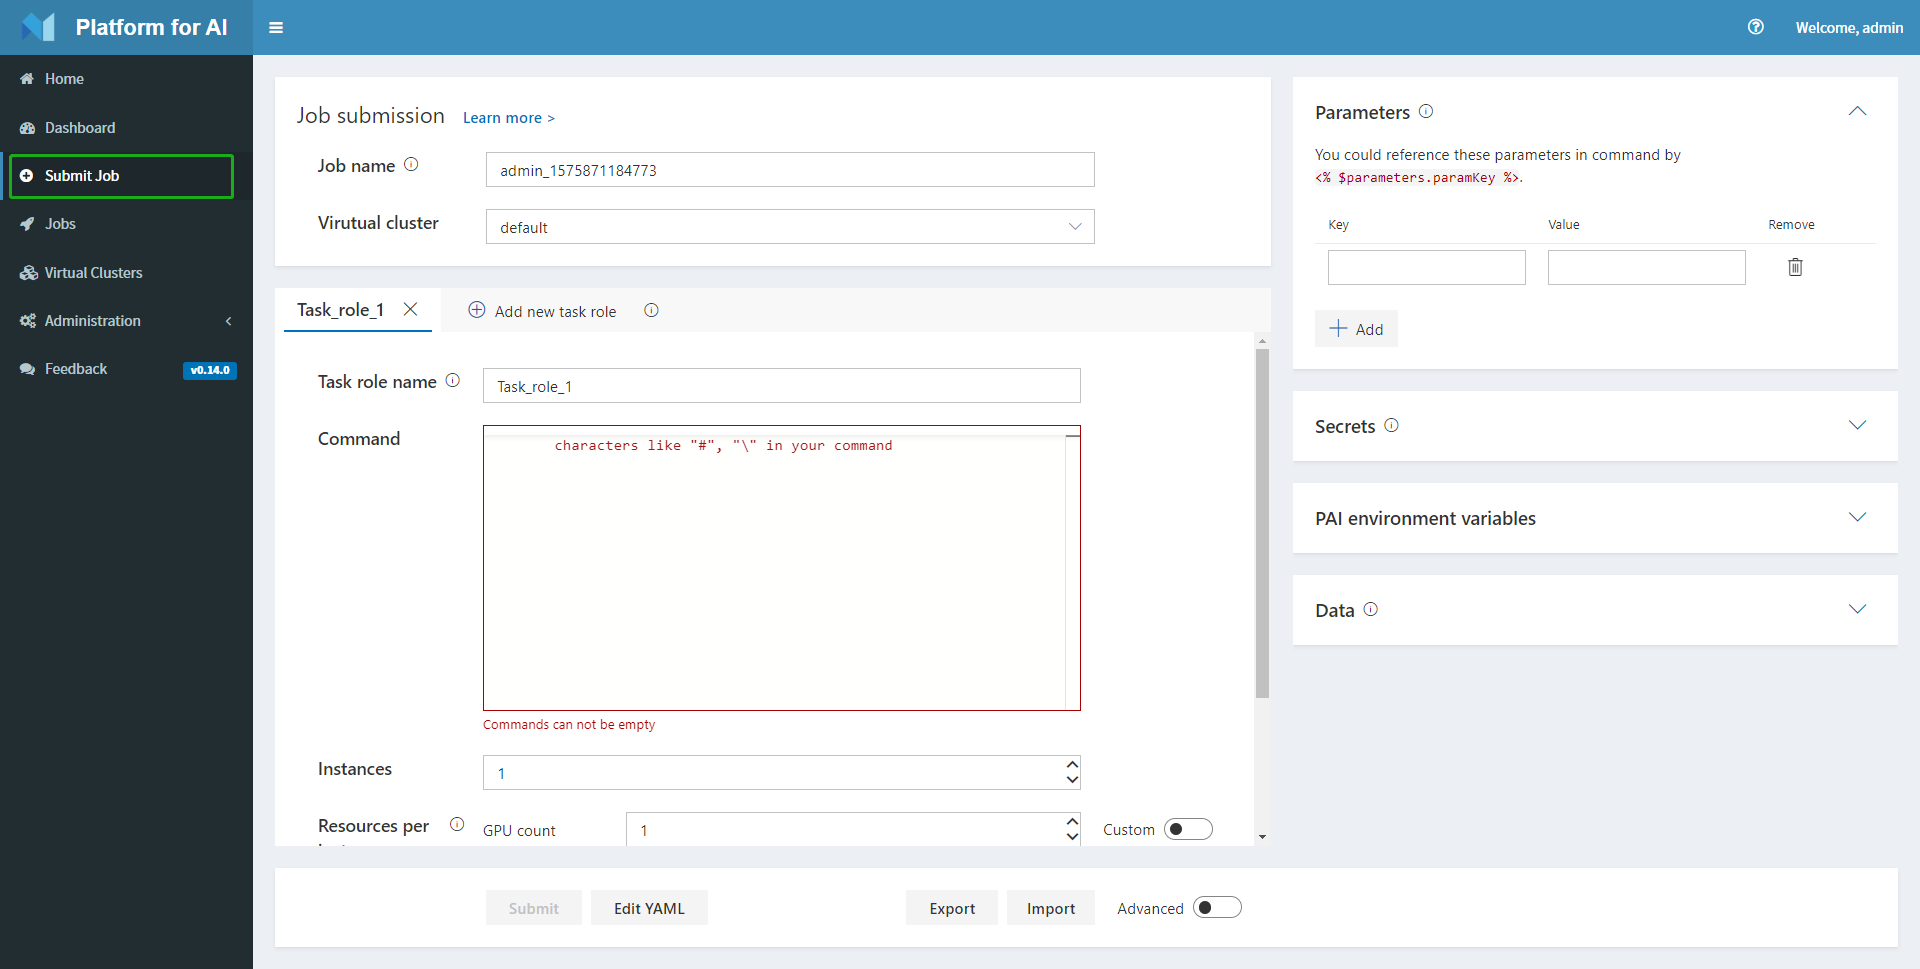 Platform for AI
Welcome, admin
Home
Dashboard
Submit Job
Jobs
Virtual Clusters
Administration
Feedback
v0.14.0
Job submission
Learn more >
Job name
admin_1575871184773
Virutual cluster
default
Task_role_1
Add new task role
Task role name
Task_role_1
Command
characters like "#", "\" in your command
Commands can not be empty
Instances
1
Resources per
GPU count
1
Custom
Submit
Edit YAML
Export
Import
Advanced
Parameters
You could reference these parameters in command by
<% $parameters.paramKey %>.
Key
Value
Remove
Add
Secrets
PAI environment variables
Data